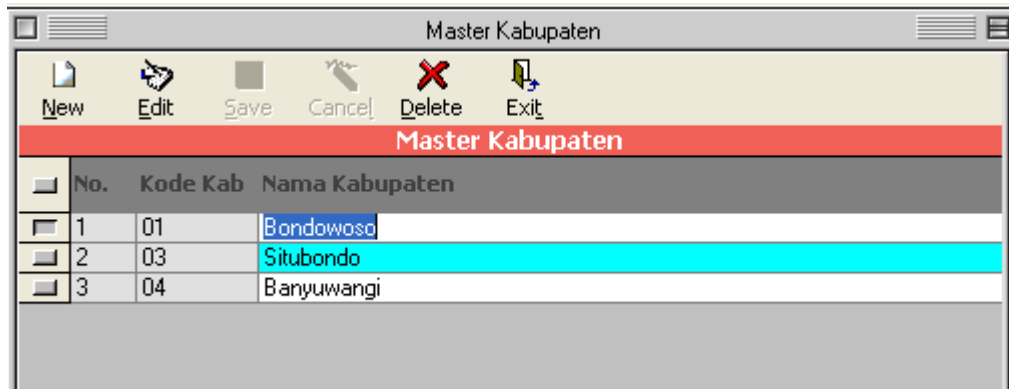 Master Kabupaten
New Edit Save Cancel Delete Exit
Master Kabupaten
No. Kode Kab Nama Kabupaten
1 01 Bondowoso
2 03 Situbondo
3 04 Banyuwangi